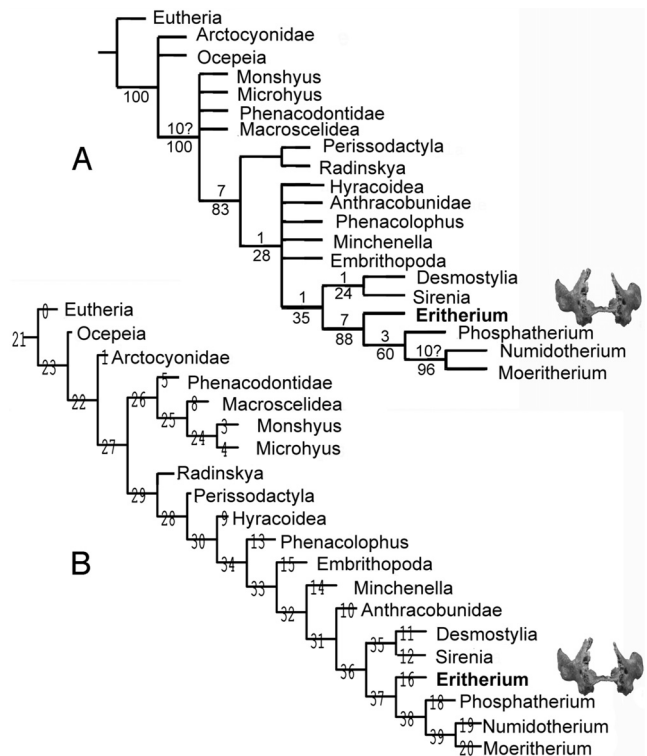 Eutheria
Arctocyonidae
Ocepeia
100
Monshyus
Microhyus
Phenacodontidae
10?
Macroscelidea
100
A
Perissodactyla
Radinskya
7
83
Hyracoidea
Anthracobunidae
Phenacolophus
1
Minchenella
28
Embrithopoda
1
Desmostylia
24
Sirenia
1
35
7
Eritherium
88
3
Phosphatherium
60
10?
Numidotherium
96
Moeritherium
0
Eutheria
21
Ocepeia
23
1
Arctocyonidae
22
5
Phenacodontidae
26
8
Macroscelidea
25
3
Monshyus
24
4
Microhyus
27
Radinskya
29
Perissodactyla
28
9
Hyracoidea
30
13
Phenacolophus
34
B
15
Embrithopoda
33
14
Minchenella
32
10
Anthracobunidae
31
11
Desmostylia
35
12
Sirenia
36
16
Eritherium
37
18
Phosphatherium
38
19
Numidotherium
39
20
Moeritherium